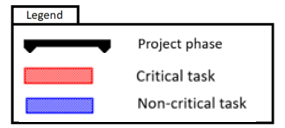 Legend
Project phase
Critical task
Non-critical task